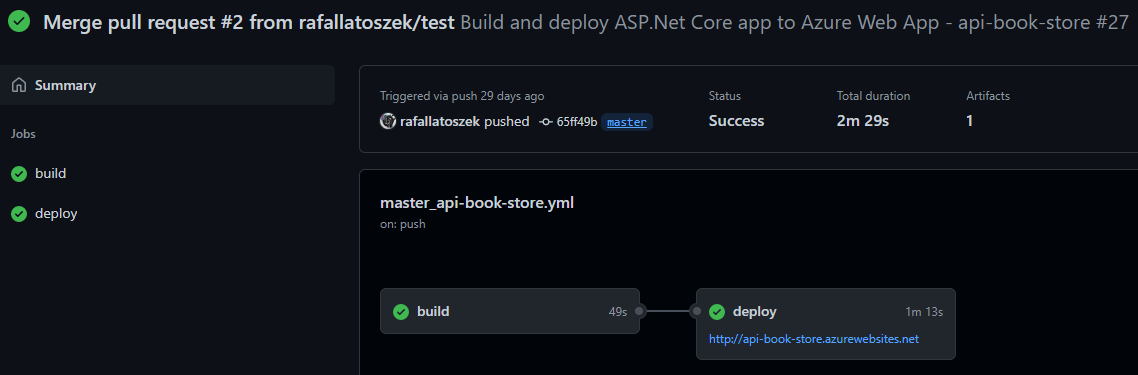 Merge pull request #2 from rafallatoszek/test Build and deploy ASP.Net Core app to Azure Web App - api-book-store #27
Summary
Jobs
build
deploy
Triggered via push 29 days ago
rafallatoszek pushed 65ff49b master
Status
Success
Total duration
2m 29s
Artifacts
1
master_api-book-store.yml
on: push
build 49s
deploy 1m 13s
http://api-book-store.azurewebsites.net